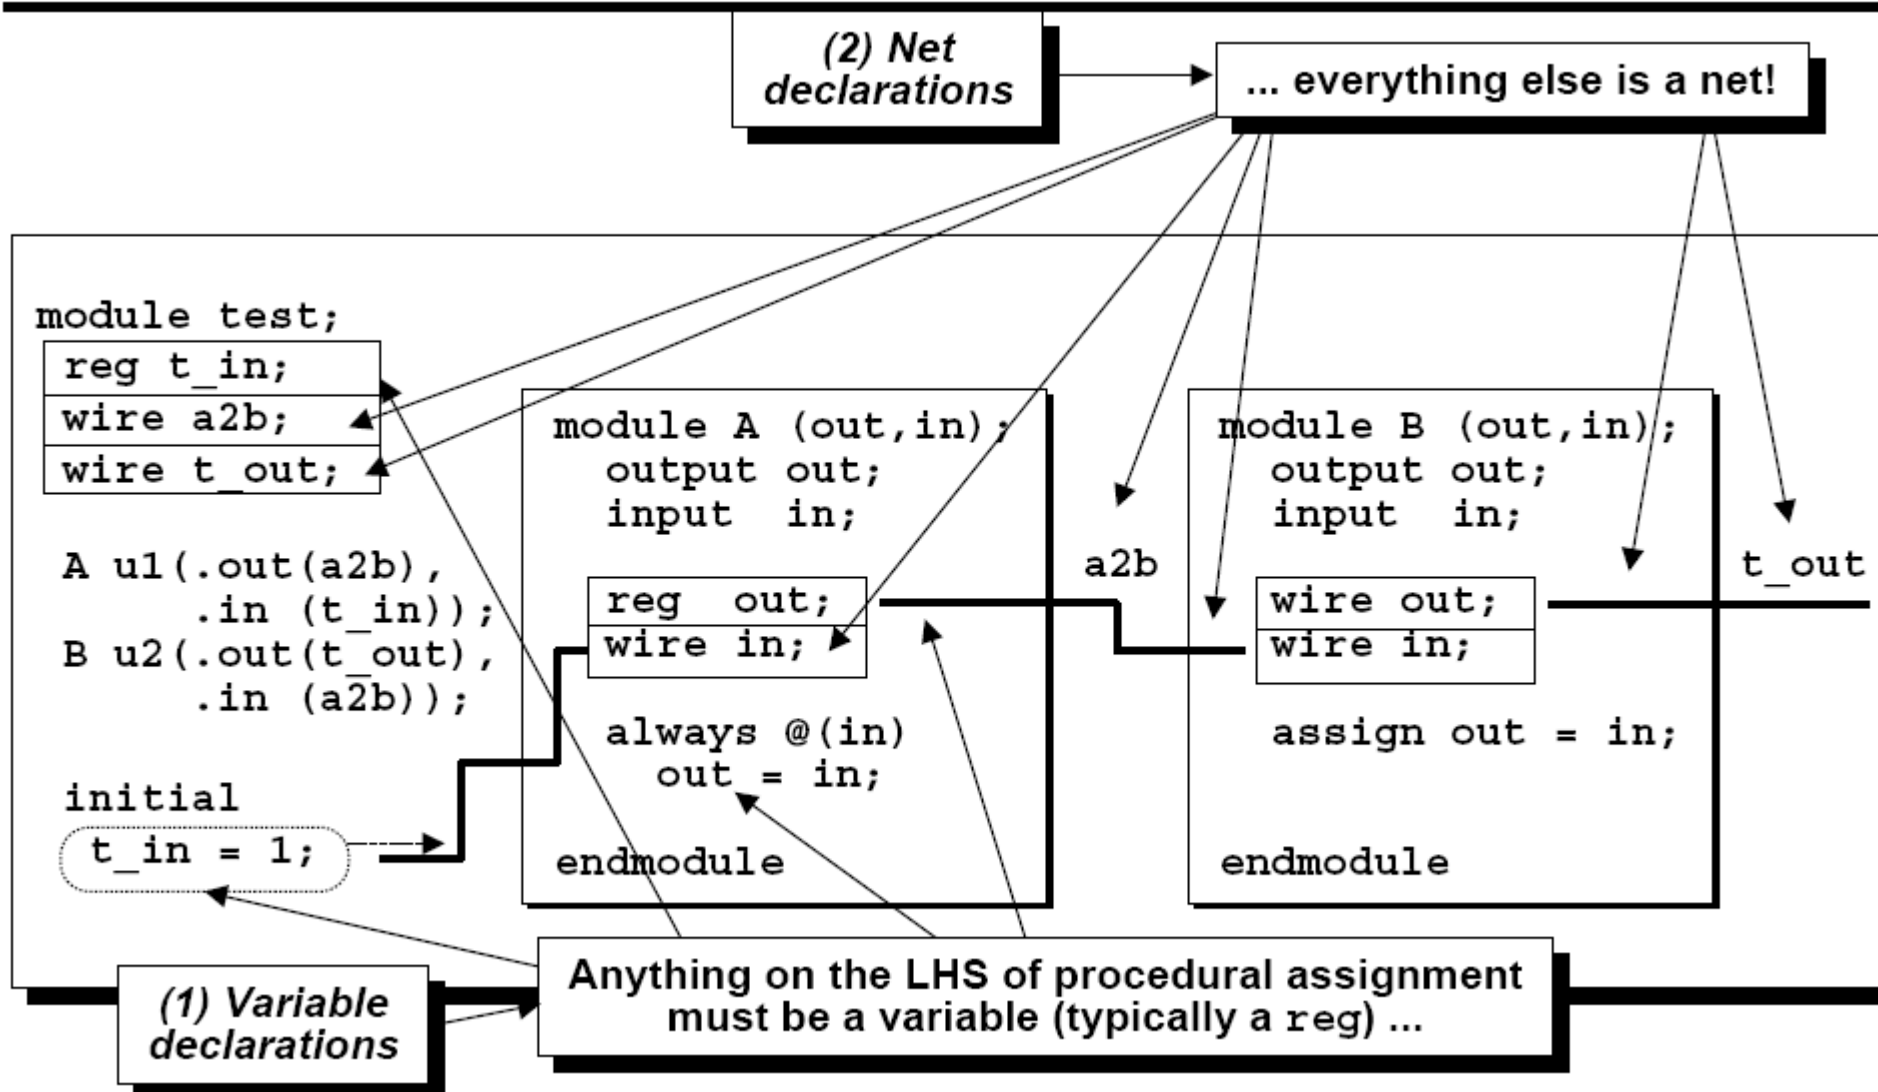 (2) Net
declarations
... everything else is a net!
module test;
reg t_in;
wire a2b;
wire t_out;
A u1(.out(a2b),
.in (t_in));
B u2(.out(t_out),
.in (a2b));
initial
t_in = 1;
module A (out,in);
output out;
input in;
reg out;
wire in;
always @(in)
out = in;
endmodule
a2b
module B (out,in);
output out;
input in;
wire out;
wire in;
assign out = in;
endmodule
t_out
(1) Variable
declarations
Anything on the LHS of procedural assignment
must be a variable (typically a reg) ...